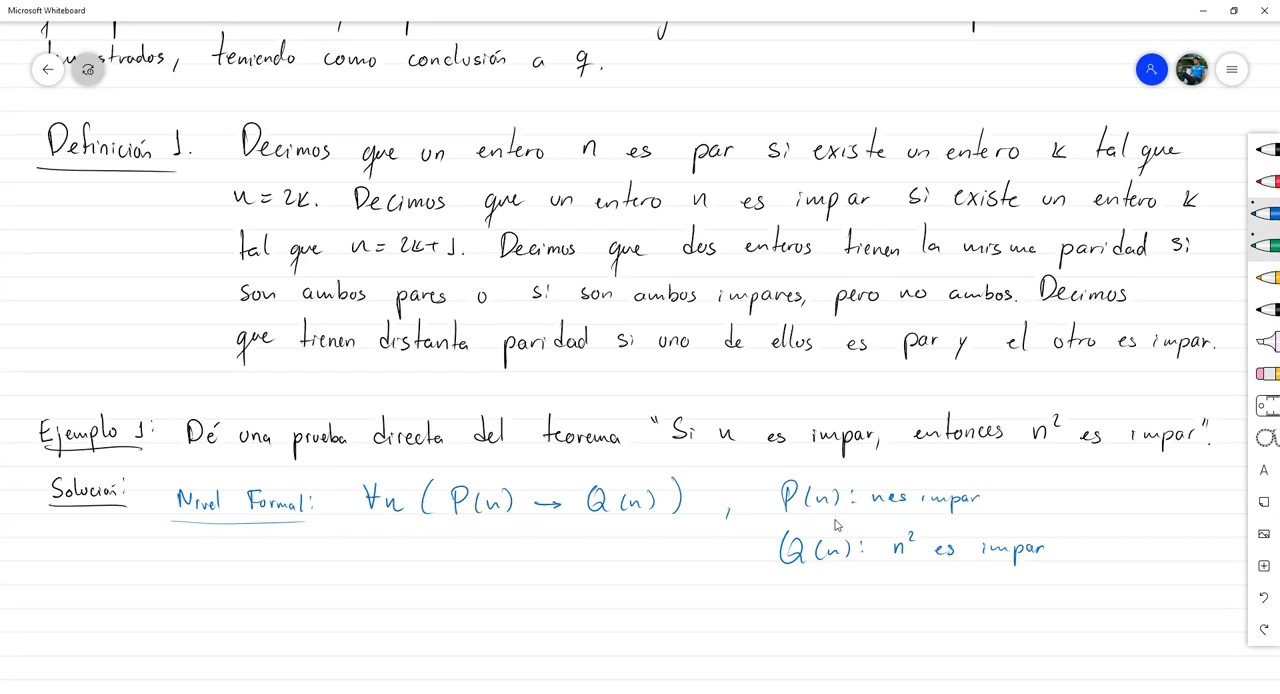 Microsoft Whiteboard
teniendo como conclusión a q.
Definición 1. Decimos que un entero n es par si existe un entero k tal que
n = 2k. Decimos que un entero n es impar si existe un entero k
tal que n = 2k+1. Decimos que dos enteros tienen la misma paridad si
son ambos pares o si son ambos impares, pero no ambos. Decimos
que tienen distanta paridad si uno de ellos es par y el otro es impar.
Ejemplo 1: Dé una prueba directa del teorema "Si n es impar, entonces n² es impar".
Solución: Nivel Formal: ∀n ( P(n) → Q(n) ) , P(n): n es impar
Q(n): n² es impar